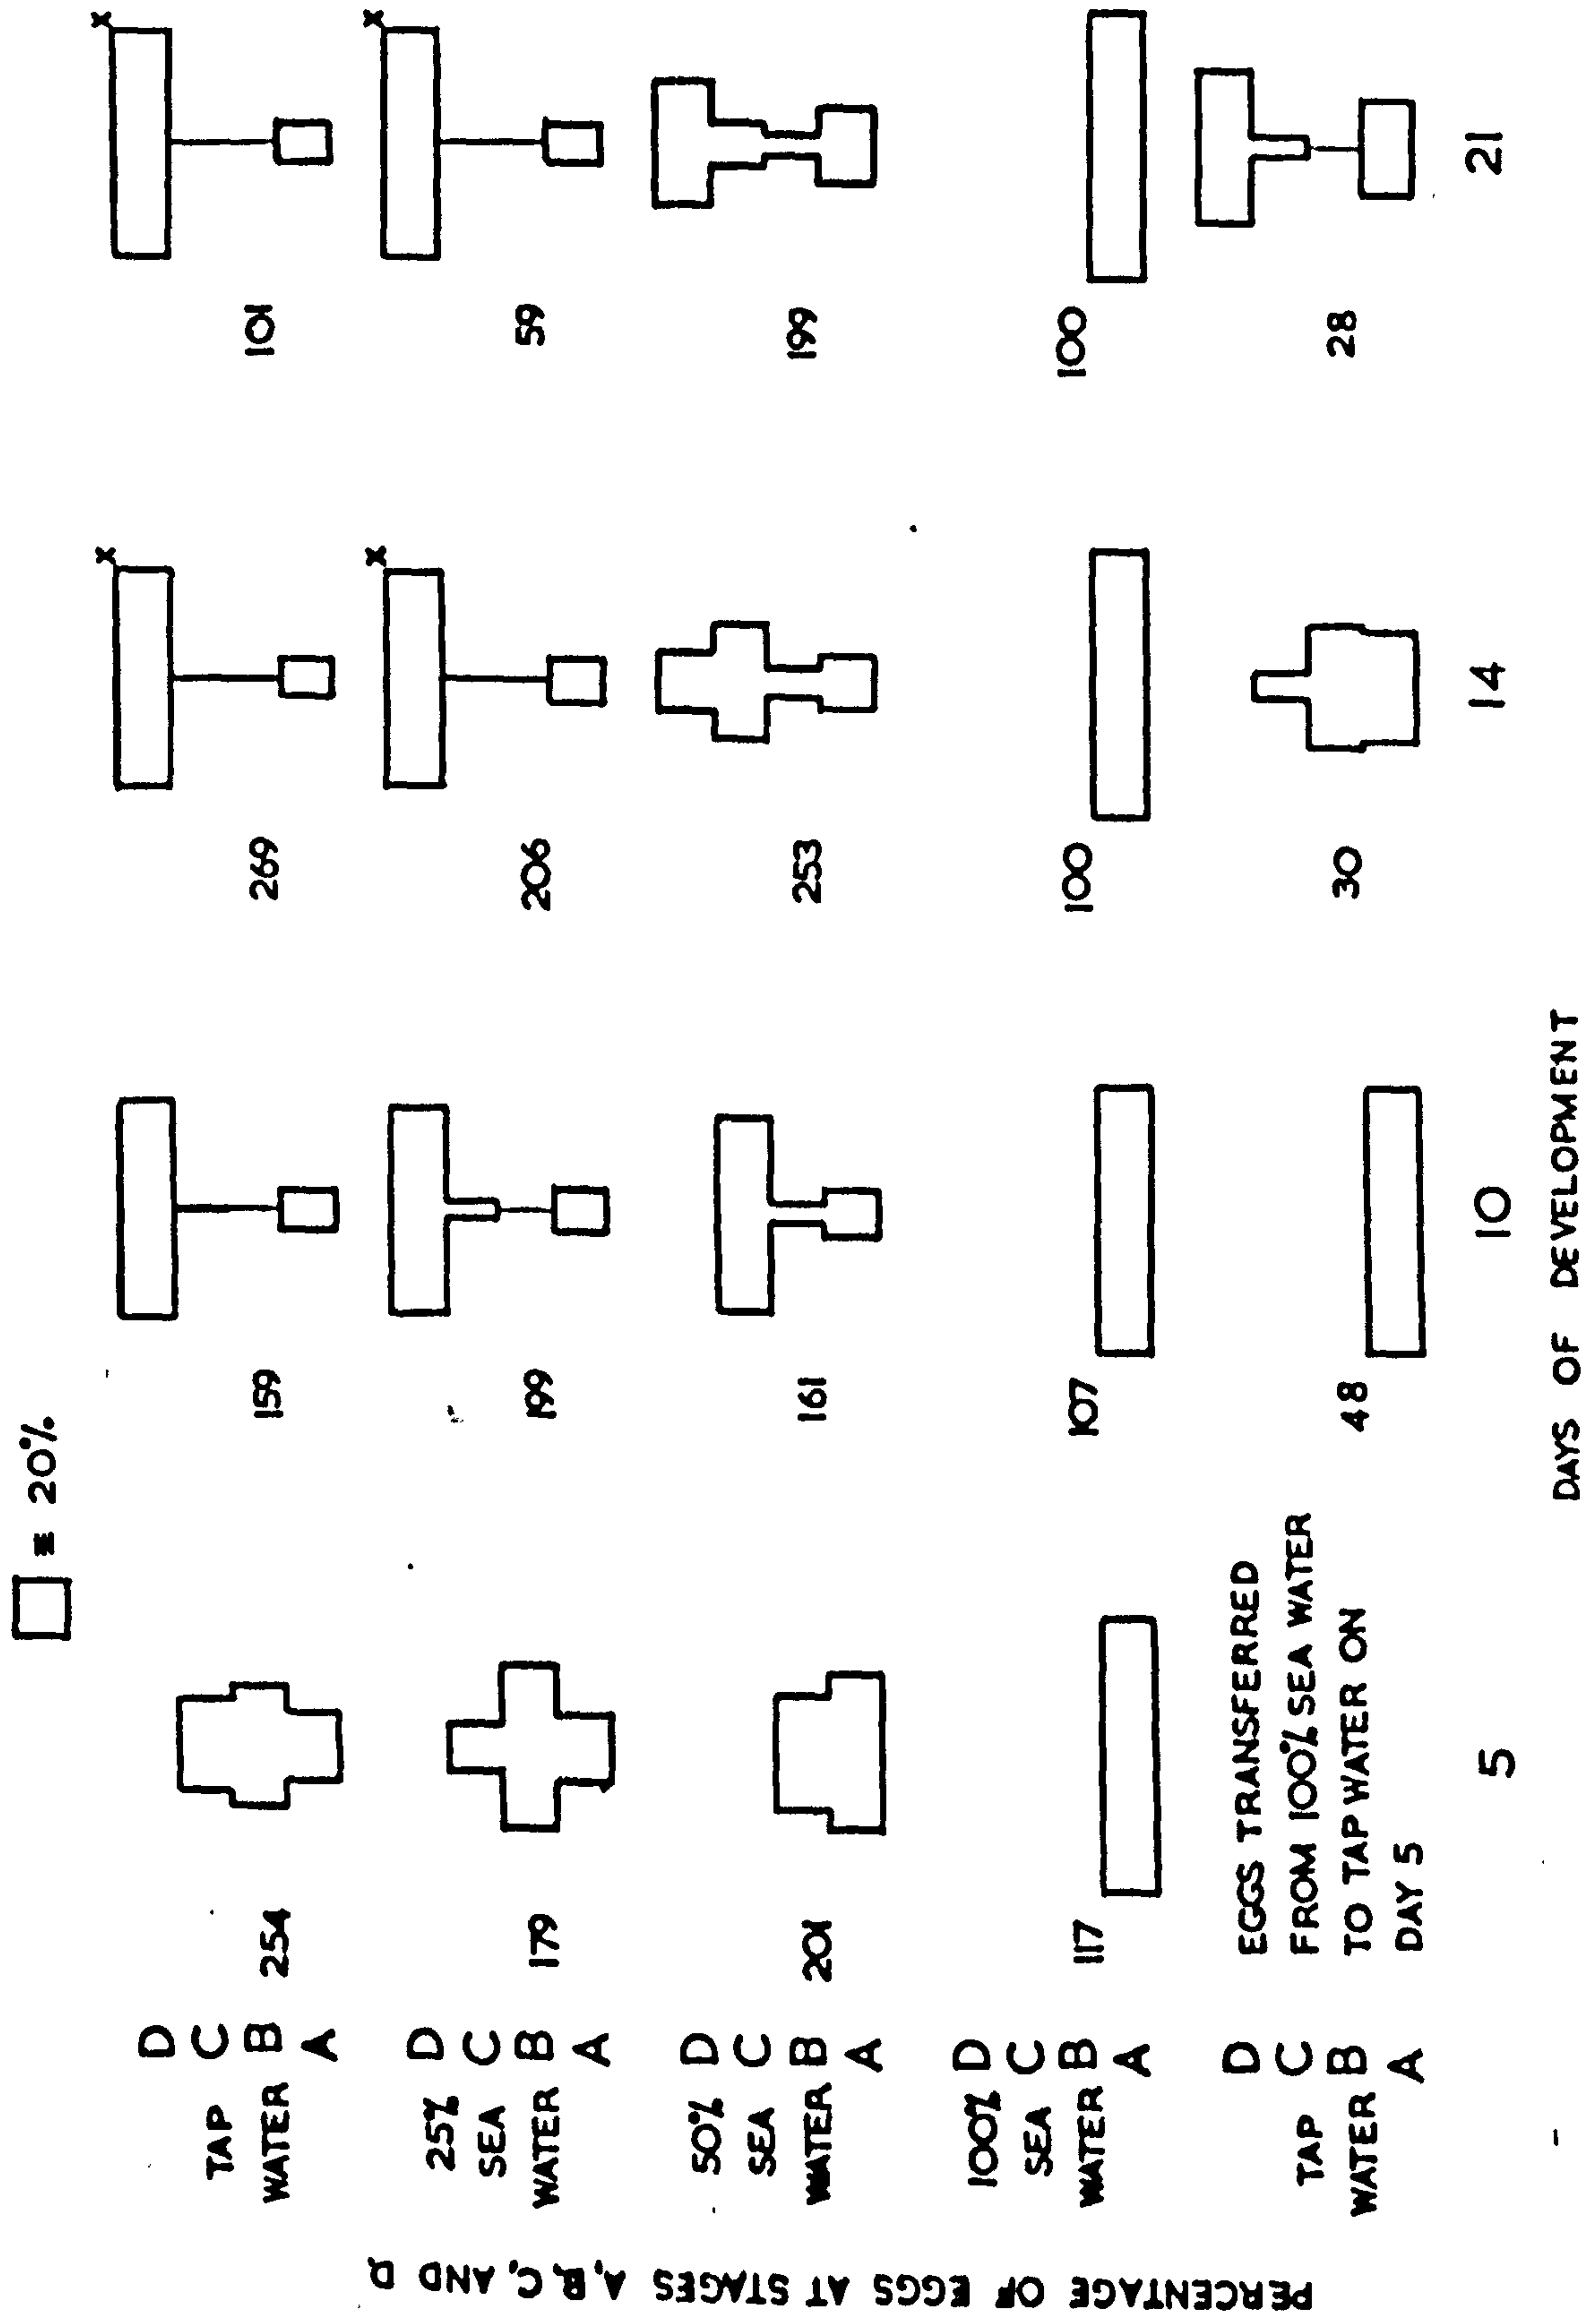 ≡ 20%
D
TAP C
WATER B 254 159 269 101
A
25% D
SEA C
WATER B 179 199 206 59
A
50% D
SEA C
WATER B 201 161 253 199
A
100% D
SEA C
WATER B 117 107 100 100
A
D
TAP C
WATER B 48 30 28
A
EGGS TRANSFERRED
FROM 100% SEA WATER
TO TAP WATER ON
DAY 5
x
x
x
x
5 10 14 21
DAYS OF DEVELOPMENT
PERCENTAGE OF EGGS AT STAGES A, B, C, AND D